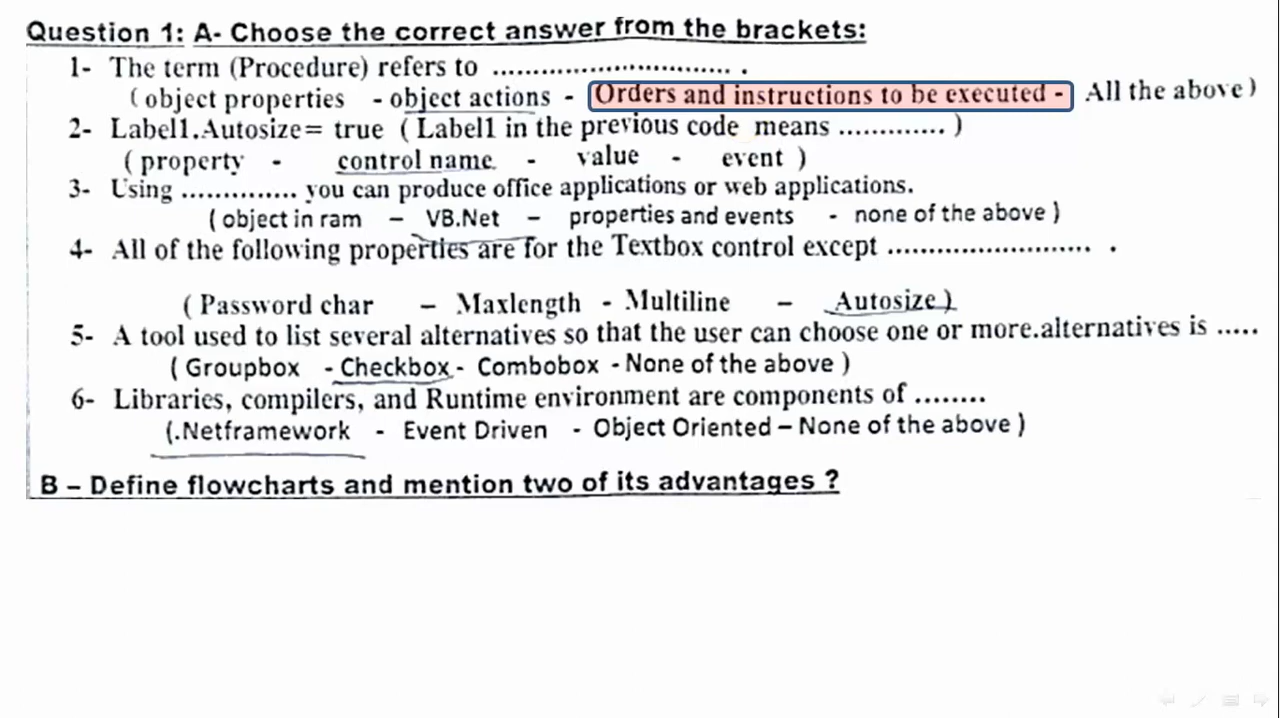 Question 1: A- Choose the correct answer from the brackets:
1- The term (Procedure) refers to ............................. .
( object properties - object actions - Orders and instructions to be executed - All the above )
2- Label1.Autosize= true ( Label1 in the previous code means ............. )
( property - control name - value - event )
3- Using .............. you can produce office applications or web applications.
( object in ram – VB.Net – properties and events - none of the above )
4- All of the following properties are for the Textbox control except ......................... .
( Password char – Maxlength - Multiline – Autosize )
5- A tool used to list several alternatives so that the user can choose one or more.alternatives is .....
( Groupbox - Checkbox - Combobox - None of the above )
6- Libraries, compilers, and Runtime environment are components of ........
(.Netframework - Event Driven - Object Oriented – None of the above )
B – Define flowcharts and mention two of its advantages ?